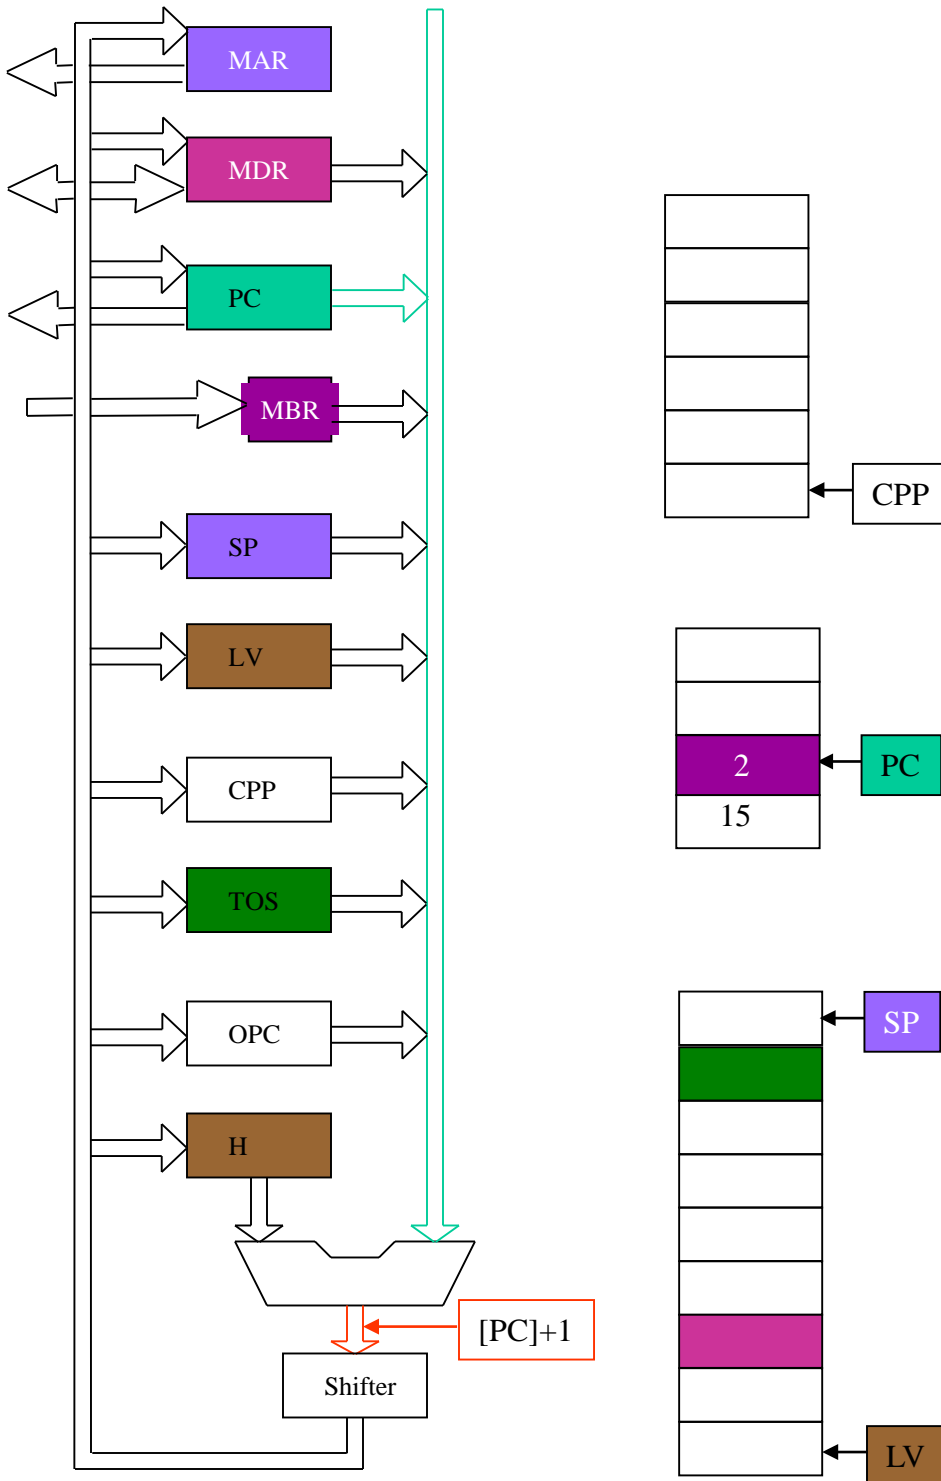 MAR
MDR
PC
MBR
SP
LV
CPP
TOS
OPC
H
[PC]+1
Shifter
CPP
2
PC
15
SP
LV